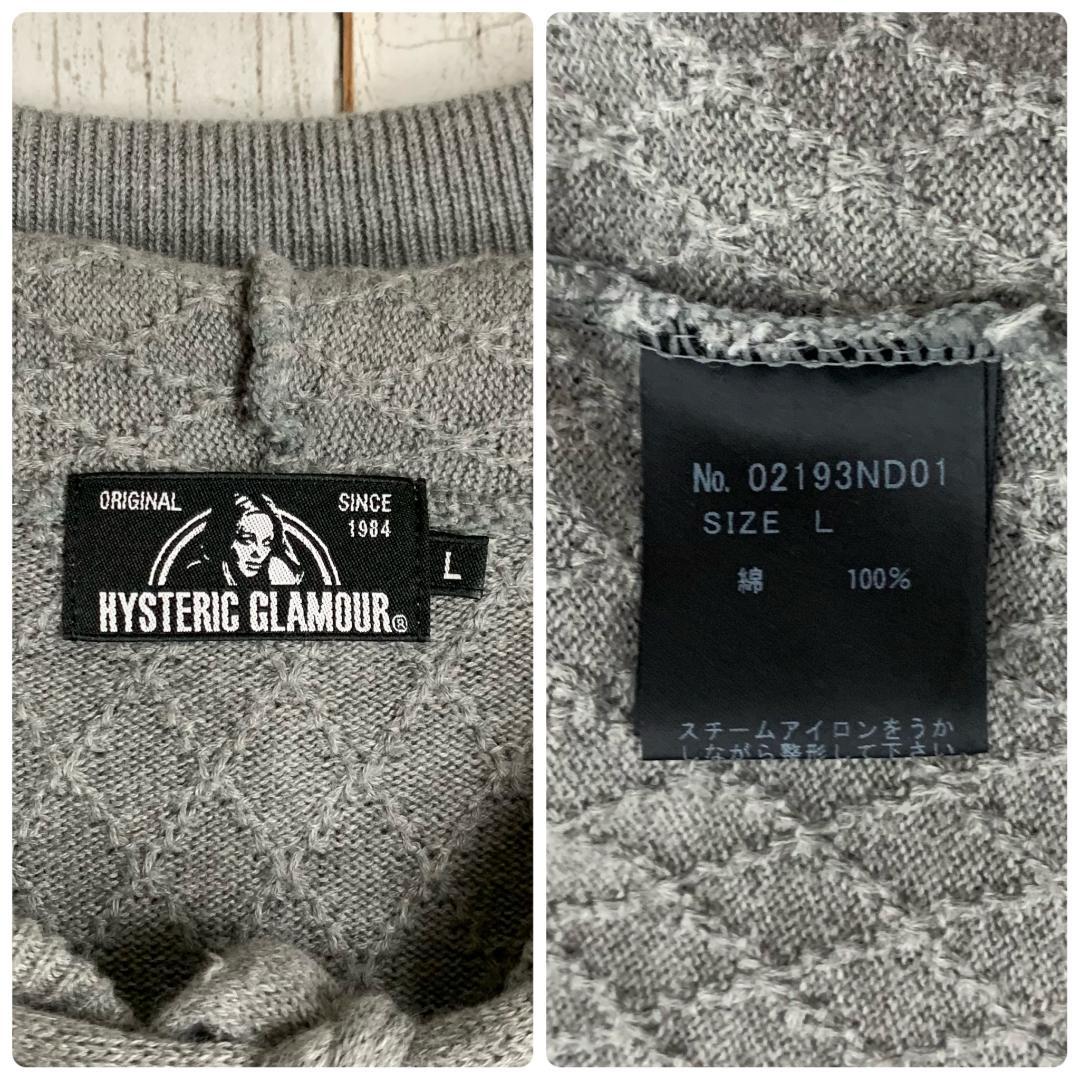 ORIGINAL SINCE
1984
HYSTERIC GLAMOUR®
L
No. 02193ND01
SIZE L
綿 100%
スチームアイロンをうか
しながら整形して下さい